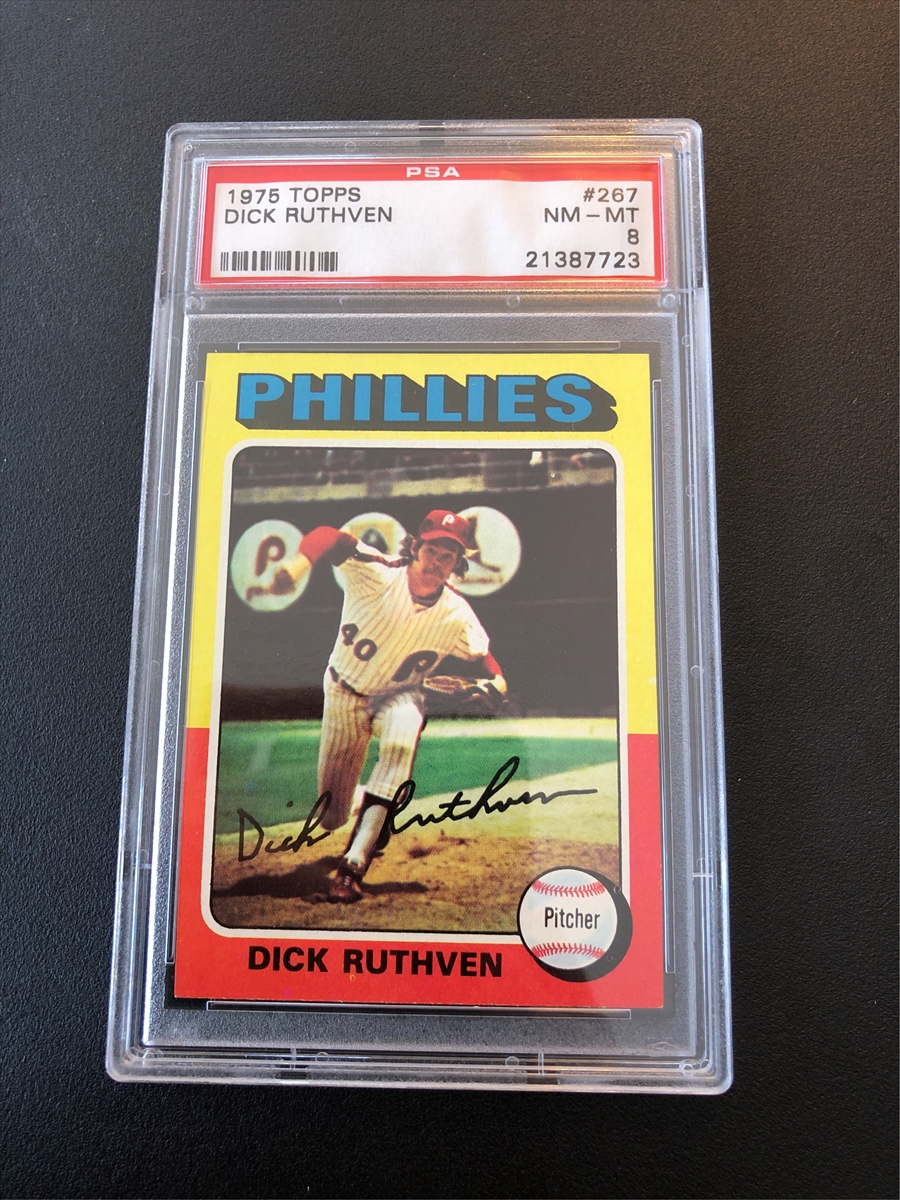 PSA
1975 TOPPS #267
DICK RUTHVEN NM - MT
8
21387723
PHILLIES
P
P
40 P
Dick Ruthven
Pitcher
DICK RUTHVEN